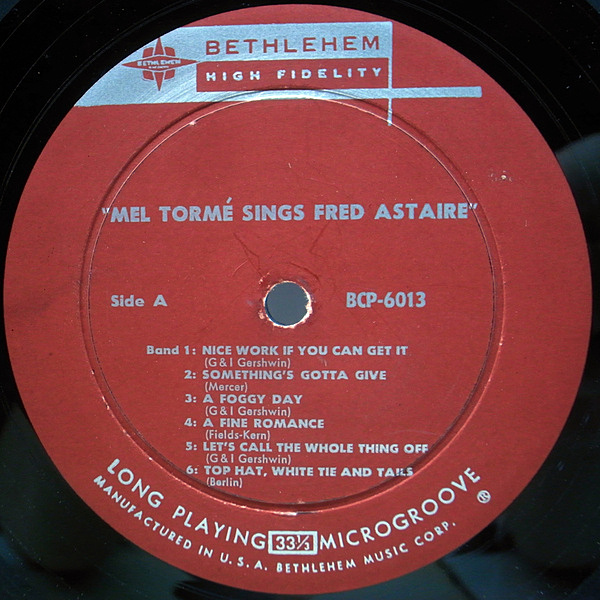 BETHLEHEM
BETHLEHEM
HIGH FIDELITY
"MEL TORMÉ SINGS FRED ASTAIRE"
Side A BCP-6013
Band 1: NICE WORK IF YOU CAN GET IT
(G & I Gershwin)
2: SOMETHING'S GOTTA GIVE
(Mercer)
3: A FOGGY DAY
(G & I Gershwin)
4: A FINE ROMANCE
(Fields-Kern)
5: LET'S CALL THE WHOLE THING OFF
(G & I Gershwin)
6: TOP HAT, WHITE TIE AND TAILS
(Berlin)
LONG PLAYING 33⅓ MICROGROOVE
MANUFACTURED IN U.S.A. BETHLEHEM MUSIC CORP.